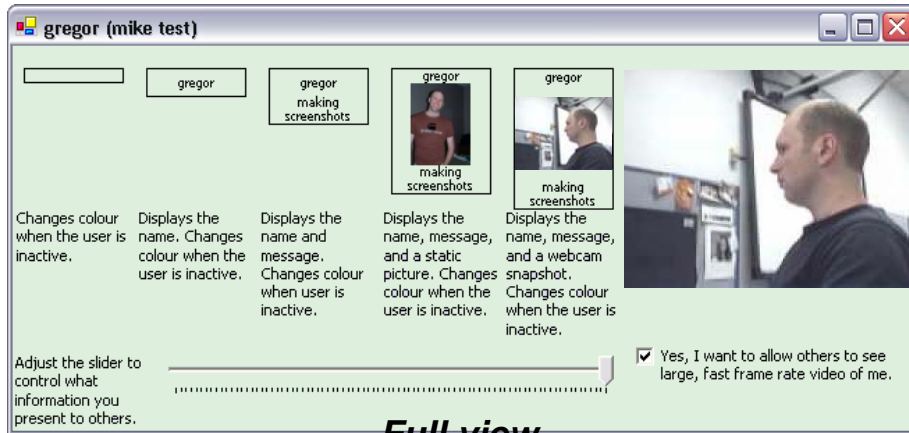 gregor (mike test)
gregor
gregor
making
screenshots
gregor
making
screenshots
gregor
making
screenshots
Changes colour
when the user is
inactive.
Displays the
name. Changes
colour when the
user is inactive.
Displays the
name and
message.
Changes colour
when user is
inactive.
Displays the
name, message,
and a static
picture. Changes
colour when the
user is inactive.
Displays the
name, message,
and a webcam
snapshot.
Changes colour
when the user is
inactive.
Adjust the slider to
control what
information you
present to others.
Yes, I want to allow others to see
large, fast frame rate video of me.
Full view